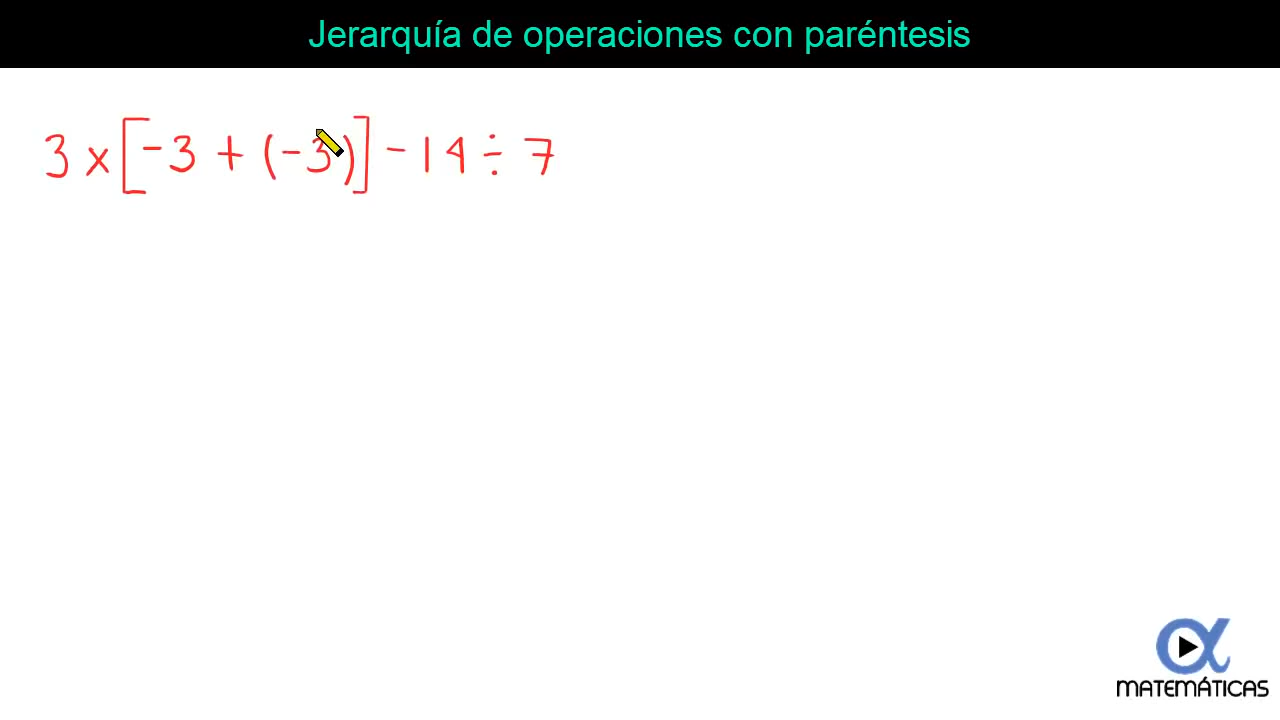 Jerarquía de operaciones con paréntesis
3 x [-3 + (-3)] - 14 ÷ 7
MATEMÁTICAS